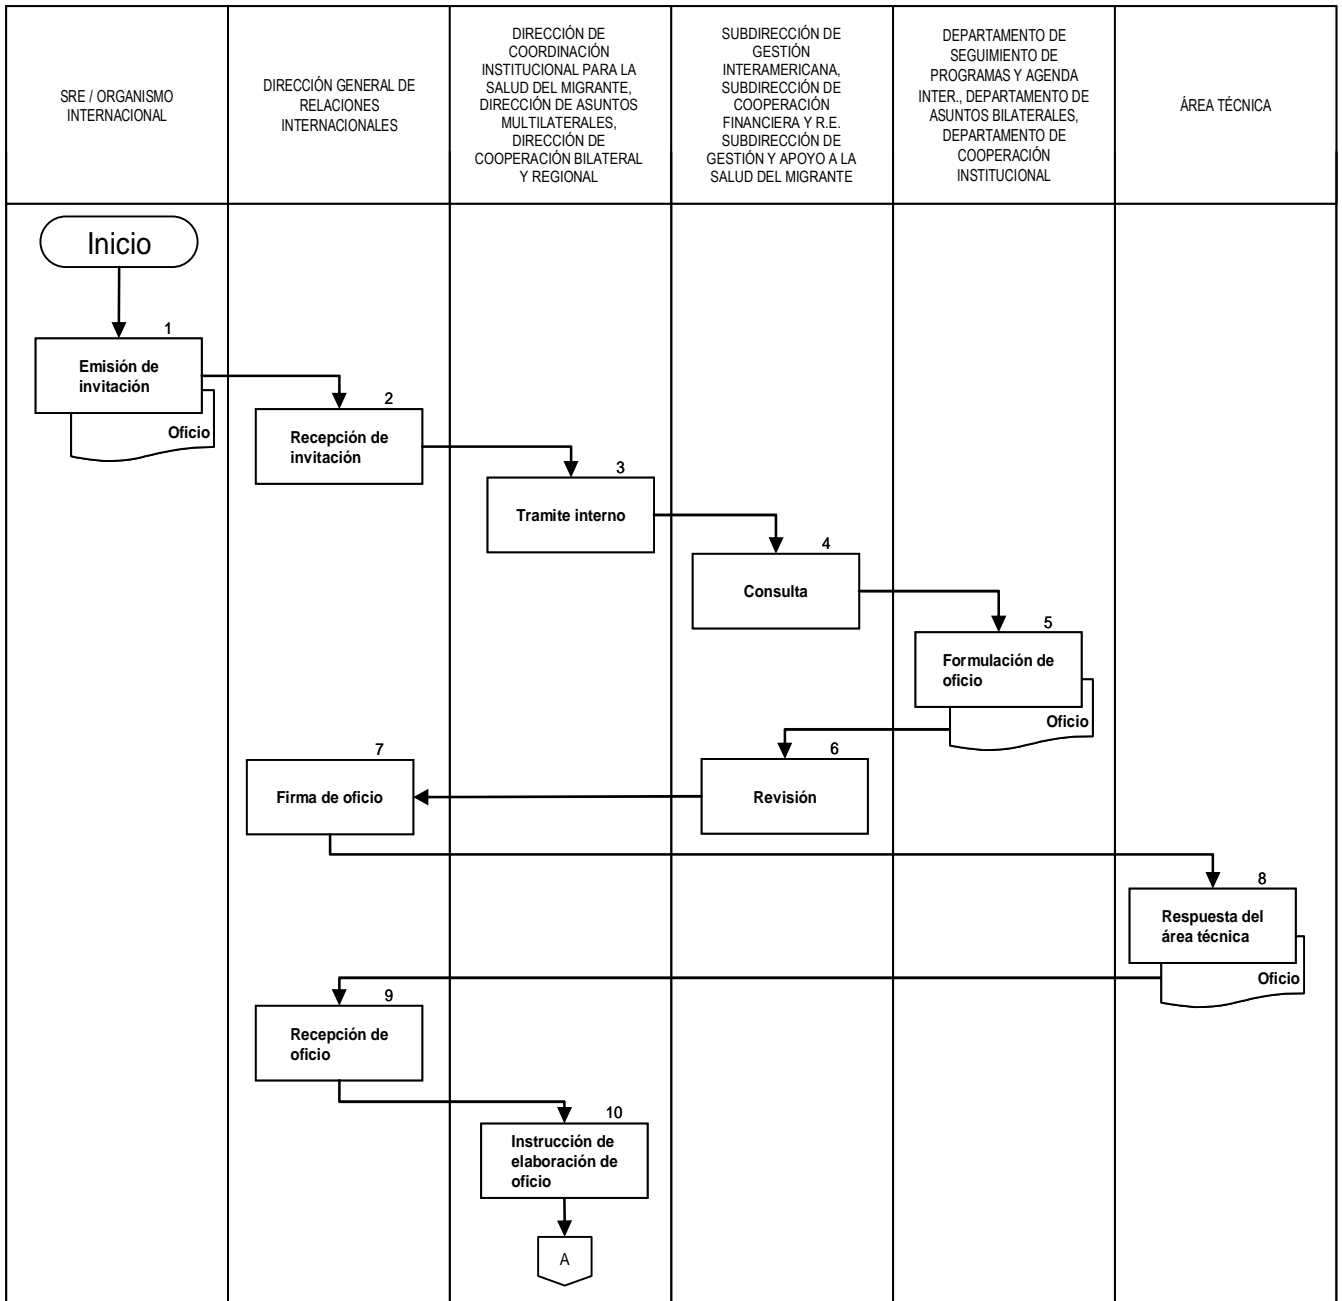 SRE / ORGANISMO
INTERNACIONAL
DIRECCIÓN GENERAL DE
RELACIONES
INTERNACIONALES
DIRECCIÓN DE
COORDINACIÓN
INSTITUCIONAL PARA LA
SALUD DEL MIGRANTE,
DIRECCIÓN DE ASUNTOS
MULTILATERALES,
DIRECCIÓN DE
COOPERACIÓN BILATERAL
Y REGIONAL
SUBDIRECCIÓN DE
GESTIÓN
INTERAMERICANA,
SUBDIRECCIÓN DE
COOPERACIÓN
FINANCIERA Y R.E.
SUBDIRECCIÓN DE
GESTIÓN Y APOYO A LA
SALUD DEL MIGRANTE
DEPARTAMENTO DE
SEGUIMIENTO DE
PROGRAMAS Y AGENDA
INTER., DEPARTAMENTO DE
ASUNTOS BILATERALES,
DEPARTAMENTO DE
COOPERACIÓN
INSTITUCIONAL
ÁREA TÉCNICA
Inicio
1
Emisión de
invitación
Oficio
2
Recepción de
invitación
3
Tramite interno
4
Consulta
5
Formulación de
oficio
Oficio
6
Revisión
7
Firma de oficio
8
Respuesta del
área técnica
Oficio
9
Recepción de
oficio
10
Instrucción de
elaboración de
oficio
A